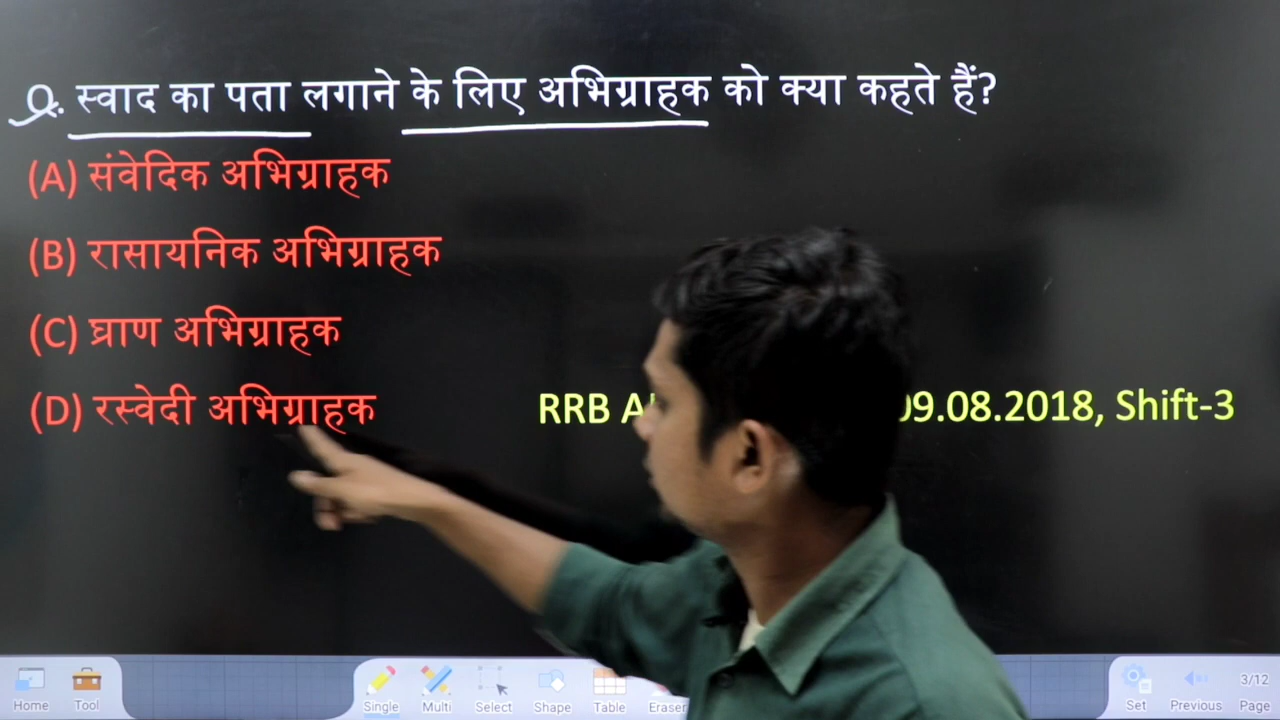 Q. स्वाद का पता लगाने के लिए अभिग्राहक को क्या कहते हैं?
(A) संवेदिक अभिग्राहक
(B) रासायनिक अभिग्राहक
(C) घ्राण अभिग्राहक
(D) रस्वेदी अभिग्राहक
RRB 09.08.2018, Shift-3
Home Tool Single Multi Select Shape Table Eraser Set Previous 3/12 Page